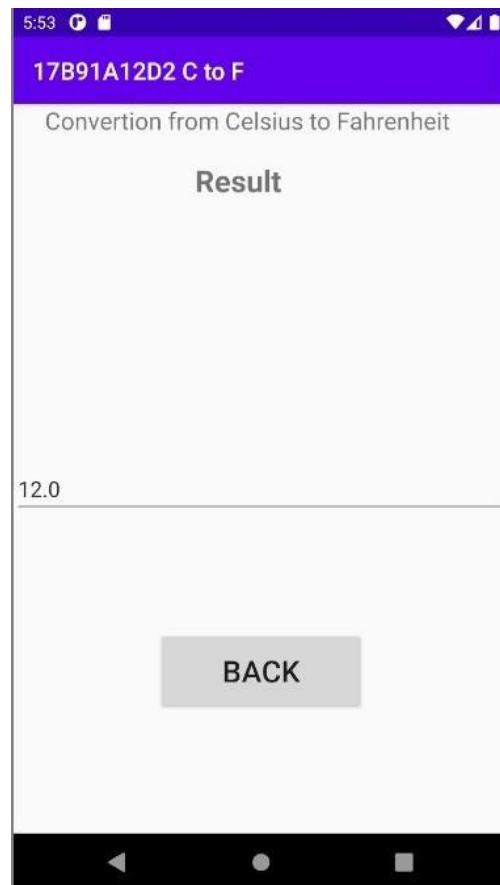 5:53
17B91A12D2 C to F
Convertion from Celsius to Fahrenheit
Result
12.0
BACK